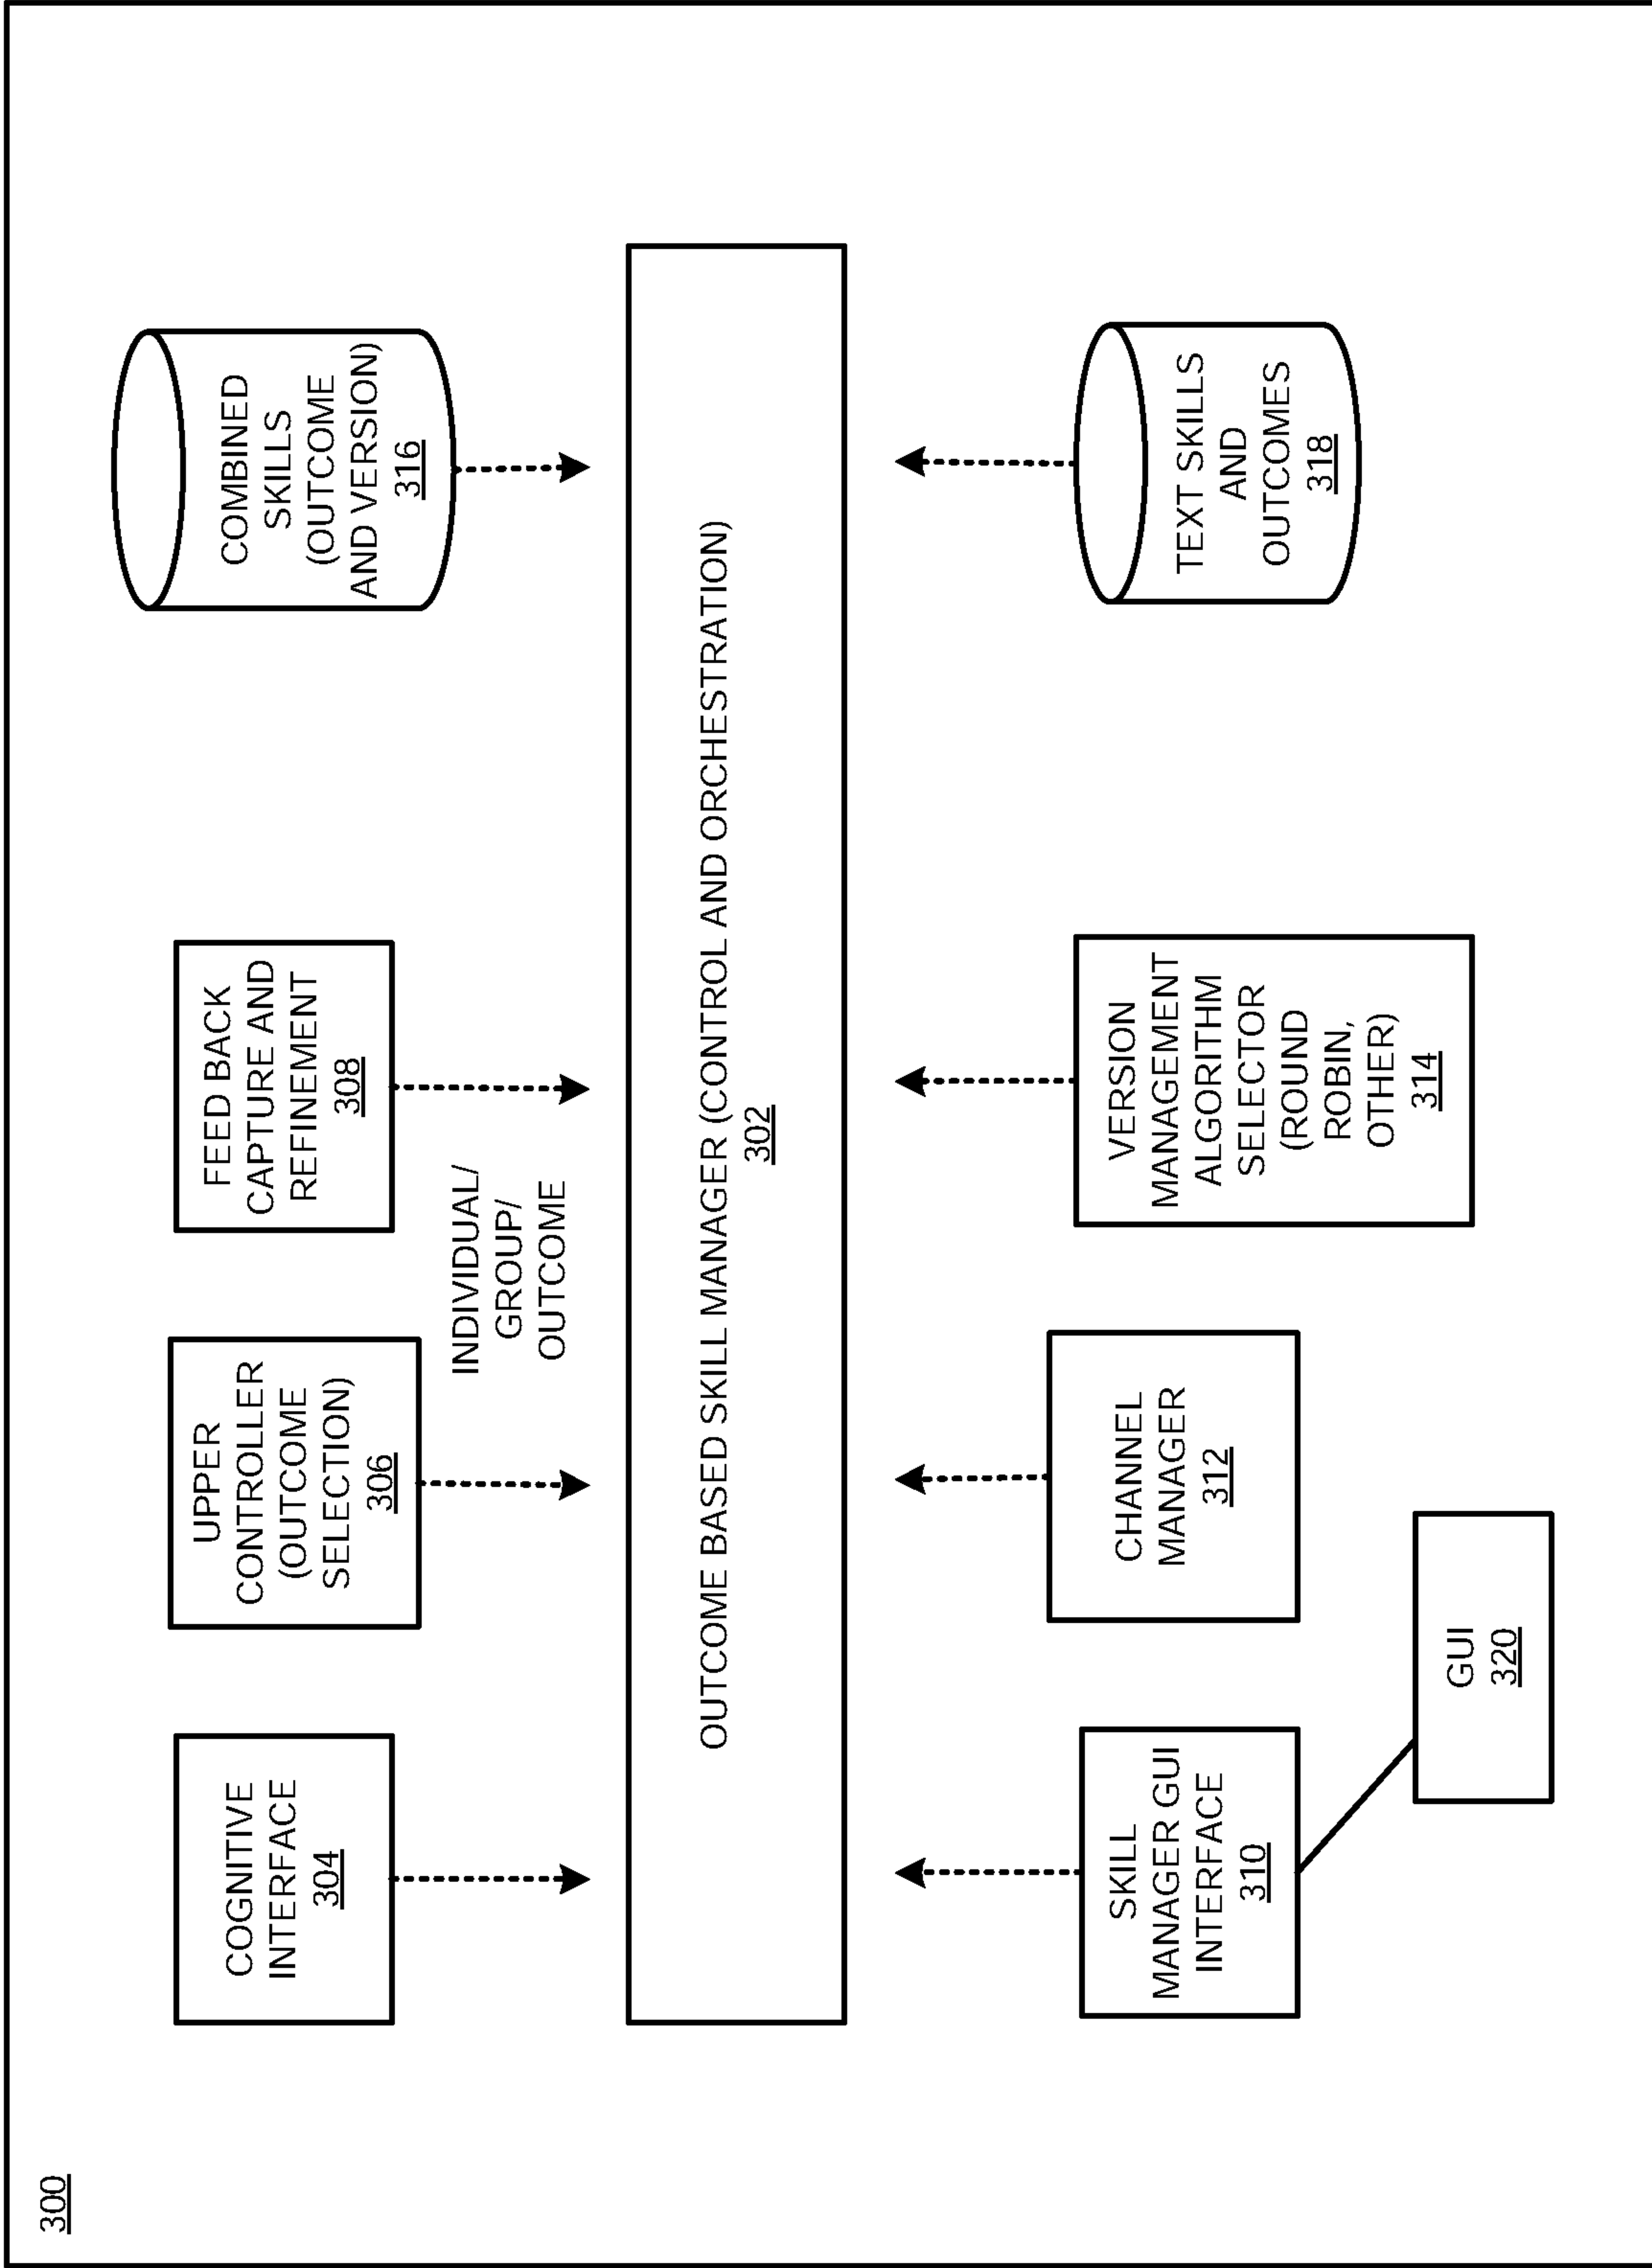 300
COGNITIVE
INTERFACE
304
UPPER
CONTROLLER
(OUTCOME
SELECTION)
306
FEED BACK
CAPTURE AND
REFINEMENT
308
COMBINED
SKILLS
(OUTCOME
AND VERSION)
316
INDIVIDUAL/
GROUP/
OUTCOME
OUTCOME BASED SKILL MANAGER (CONTROL AND ORCHESTRATION)
302
SKILL
MANAGER GUI
INTERFACE
310
CHANNEL
MANAGER
312
VERSION
MANAGEMENT
ALGORITHM
SELECTOR
(ROUND
ROBIN,
OTHER)
314
TEXT SKILLS
AND
OUTCOMES
318
GUI
320